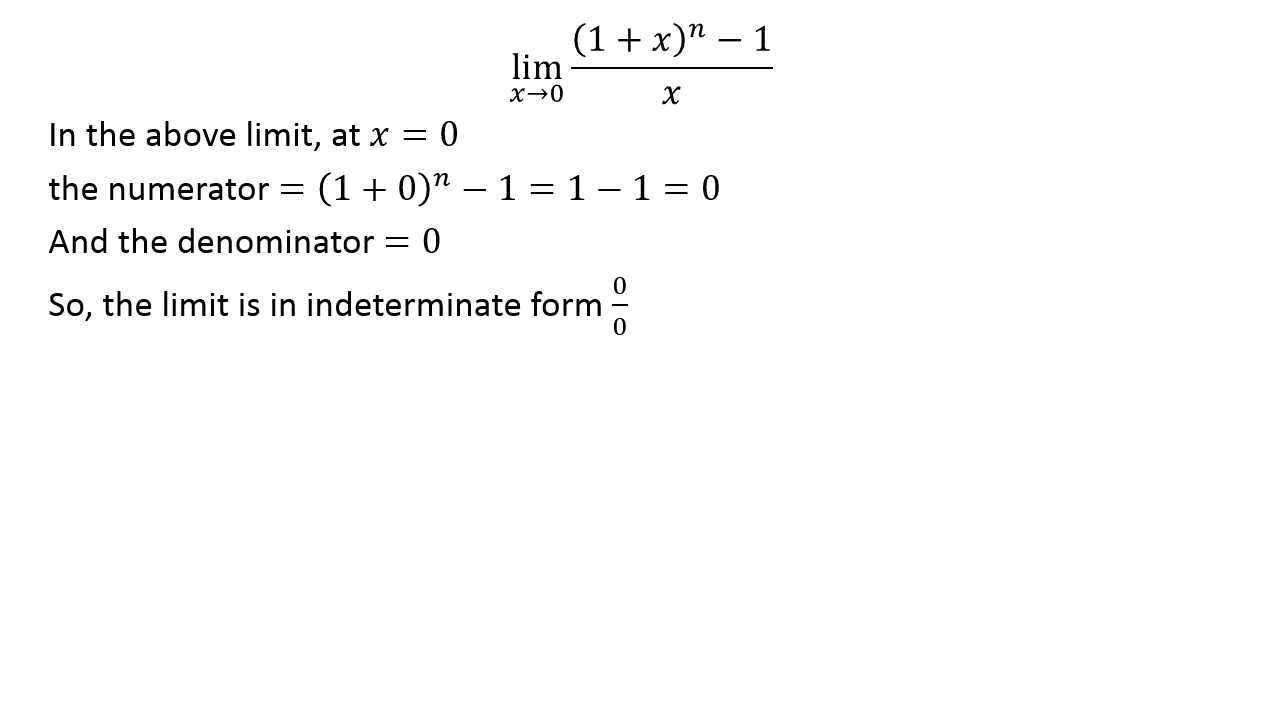 lim x→0 ((1 + x)ⁿ − 1)/x
In the above limit, at x = 0
the numerator = (1 + 0)ⁿ − 1 = 1 − 1 = 0
And the denominator = 0
So, the limit is in indeterminate form 0/0